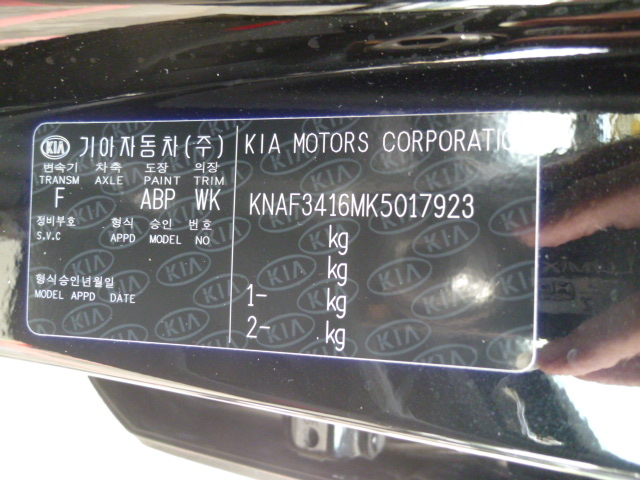 KIA 기아자동차(주) KIA MOTORS CORPORATION
변속기 차축 도장 의장
TRANSM AXLE PAINT TRIM
F ABP WK
KNAF3416MK5017923
정비부호 형식 승인 번호
S.V.C APPD MODEL NO
kg
kg
형식승인년월일
MODEL APPD DATE
1- kg
2- kg